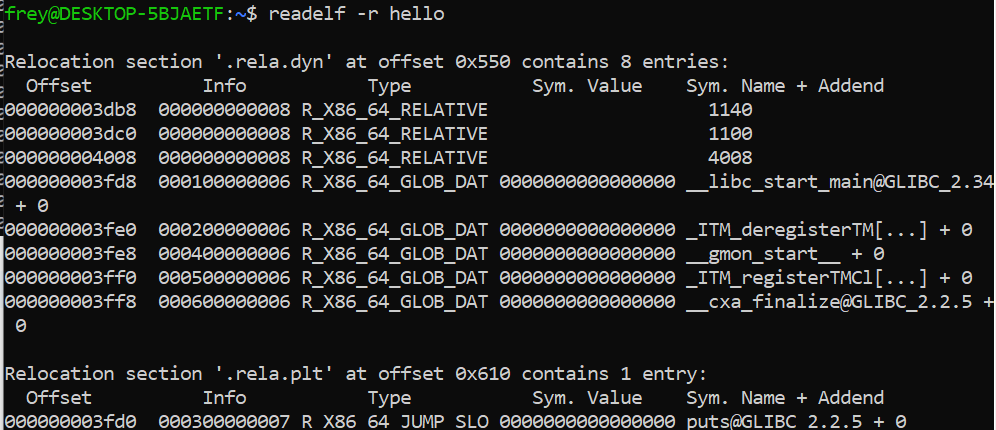 frey@DESKTOP-5BJAETF:~$ readelf -r hello
Relocation section '.rela.dyn' at offset 0x550 contains 8 entries:
  Offset          Info           Type           Sym. Value    Sym. Name + Addend
000000003db8  000000000008 R_X86_64_RELATIVE                    1140
000000003dc0  000000000008 R_X86_64_RELATIVE                    1100
000000004008  000000000008 R_X86_64_RELATIVE                    4008
000000003fd8  000100000006 R_X86_64_GLOB_DAT 0000000000000000 __libc_start_main@GLIBC_2.34
 + 0
000000003fe0  000200000006 R_X86_64_GLOB_DAT 0000000000000000 _ITM_deregisterTM[...] + 0
000000003fe8  000400000006 R_X86_64_GLOB_DAT 0000000000000000 __gmon_start__ + 0
000000003ff0  000500000006 R_X86_64_GLOB_DAT 0000000000000000 _ITM_registerTMCl[...] + 0
000000003ff8  000600000006 R_X86_64_GLOB_DAT 0000000000000000 __cxa_finalize@GLIBC_2.2.5 +
 0
Relocation section '.rela.plt' at offset 0x610 contains 1 entry:
  Offset          Info           Type           Sym. Value    Sym. Name + Addend
000000003fd0  000300000007 R_X86_64_JUMP_SLO 0000000000000000 puts@GLIBC_2.2.5 + 0